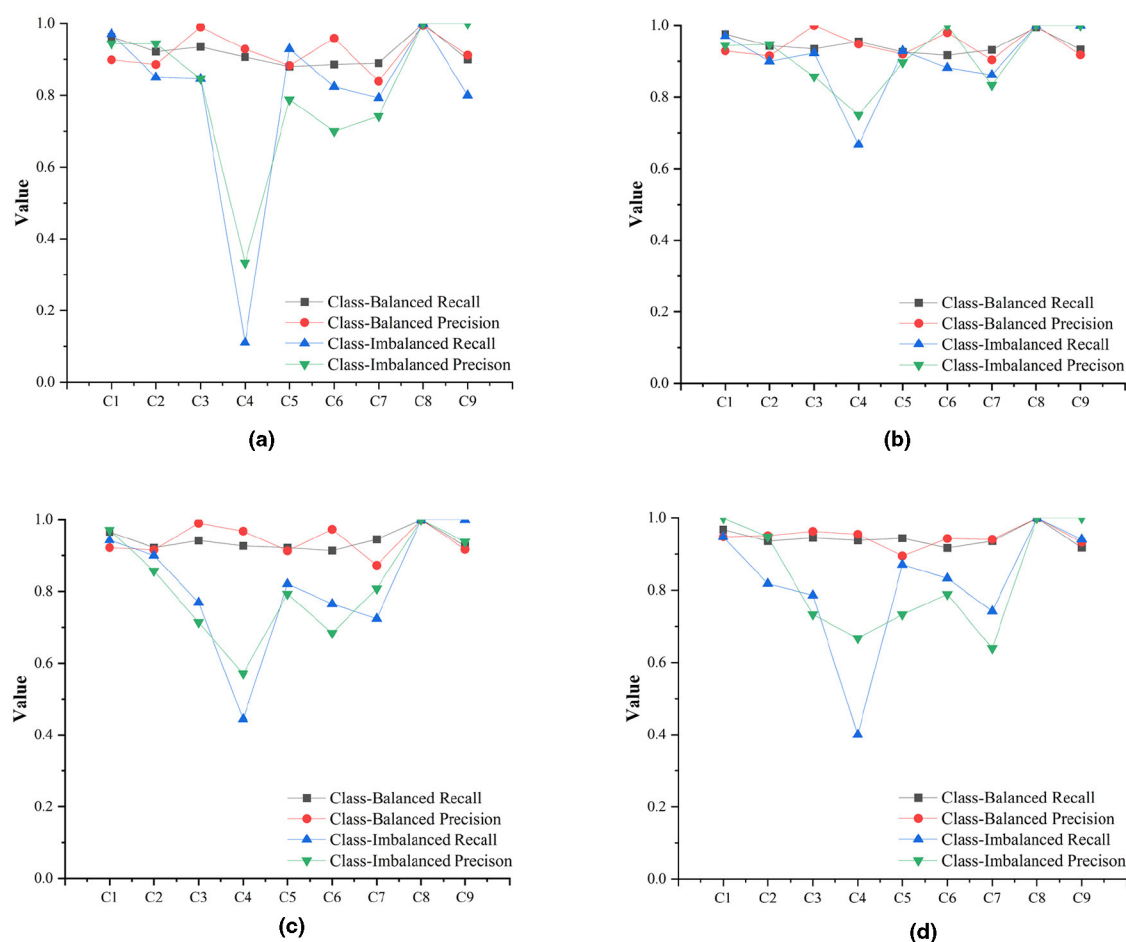 1.0
0.8
0.6
0.4
0.2
0.0
Value
Class-Balanced Recall
Class-Balanced Precision
Class-Imbalanced Recall
Class-Imbalanced Precison
C1 C2 C3 C4 C5 C6 C7 C8 C9
(a)
1.0
0.8
0.6
0.4
0.2
0.0
Value
Class-Balanced Recall
Class-Balanced Precision
Class-Imbalanced Recall
Class-Imbalanced Precison
C1 C2 C3 C4 C5 C6 C7 C8 C9
(b)
1.0
0.8
0.6
0.4
0.2
0.0
Value
Class-Balanced Recall
Class-Balanced Precision
Class-Imbalanced Recall
Class-Imbalanced Precison
C1 C2 C3 C4 C5 C6 C7 C8 C9
(c)
1.0
0.8
0.6
0.4
0.2
0.0
Value
Class-Balanced Recall
Class-Balanced Precision
Class-Imbalanced Recall
Class-Imbalanced Precison
C1 C2 C3 C4 C5 C6 C7 C8 C9
(d)